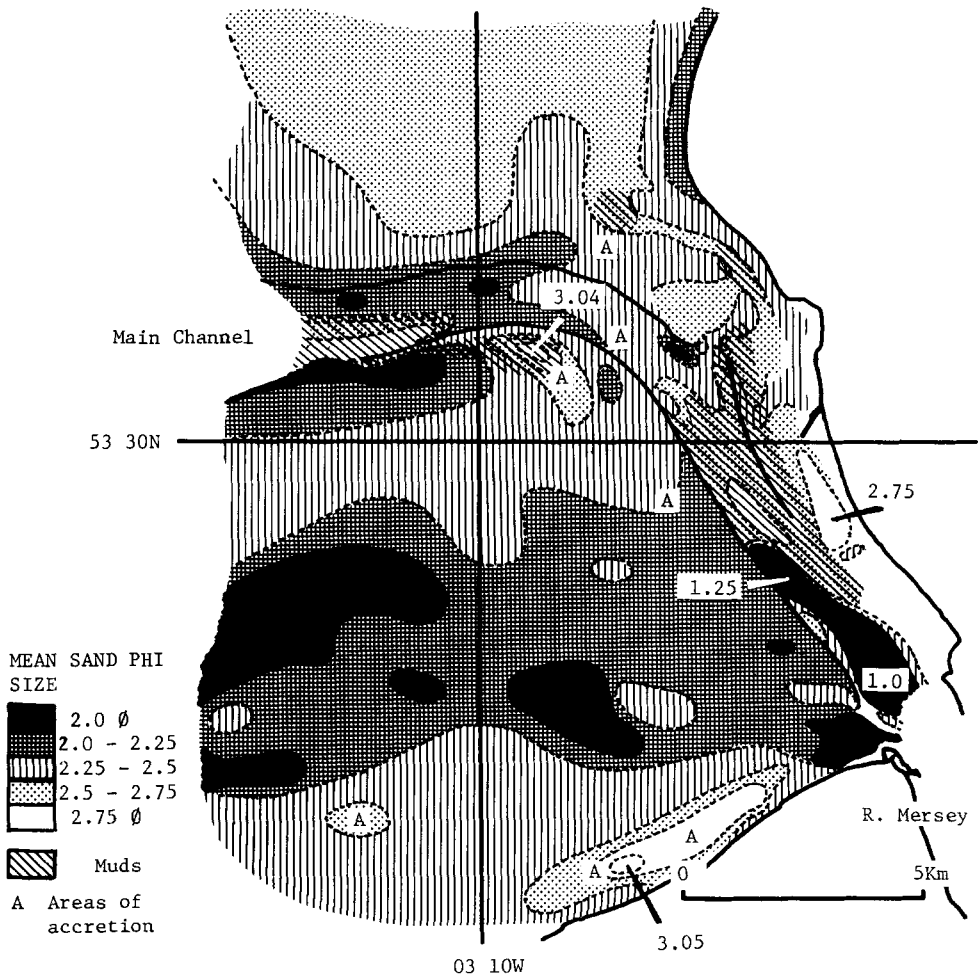 A
3.04
Main Channel
A
A
53 30N
2.75
A
1.25
MEAN SAND PHI
SIZE
1.0
2.0 Ø
2.0 - 2.25
2.25 - 2.5
2.5 - 2.75
2.75 Ø
A
R. Mersey
A
Muds
A
0
5Km
A Areas of
accretion
3.05
03 10W